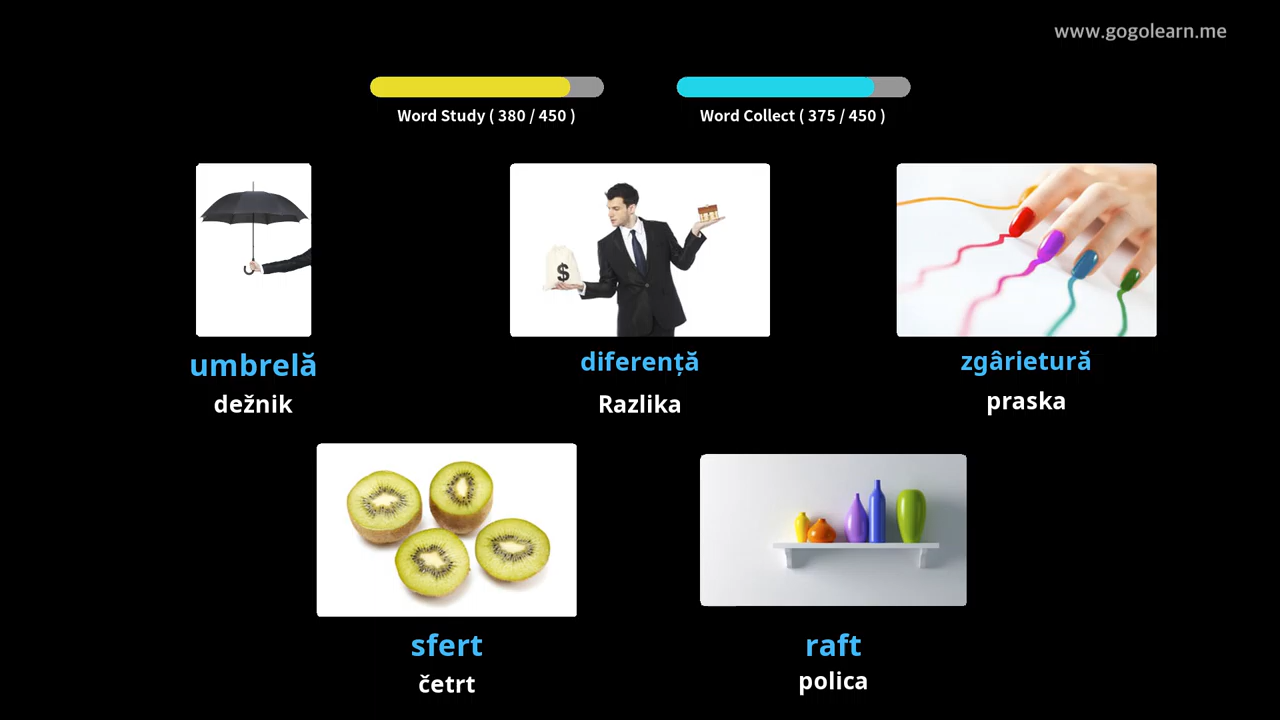 www.gogolearn.me
Word Study ( 380 / 450 )
Word Collect ( 375 / 450 )
$
umbrelă
diferență
zgârietură
dežnik
Razlika
praska
sfert
raft
četrt
polica